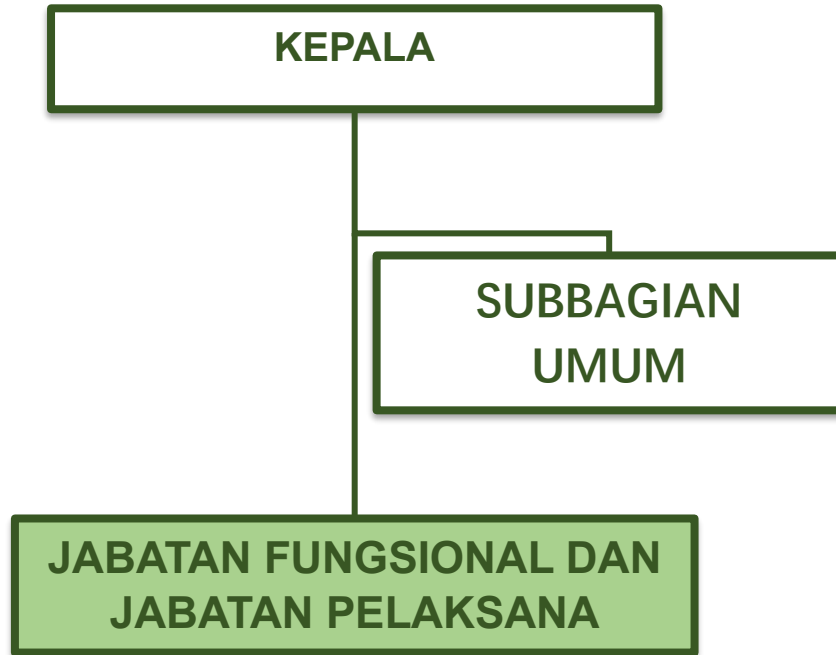 KEPALA
SUBBAGIAN
UMUM
JABATAN FUNGSIONAL DAN
JABATAN PELAKSANA